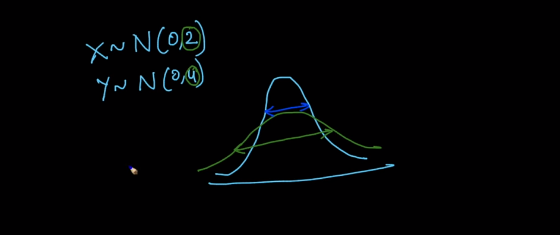 X ~ N(0,2)
Y ~ N(0,4)